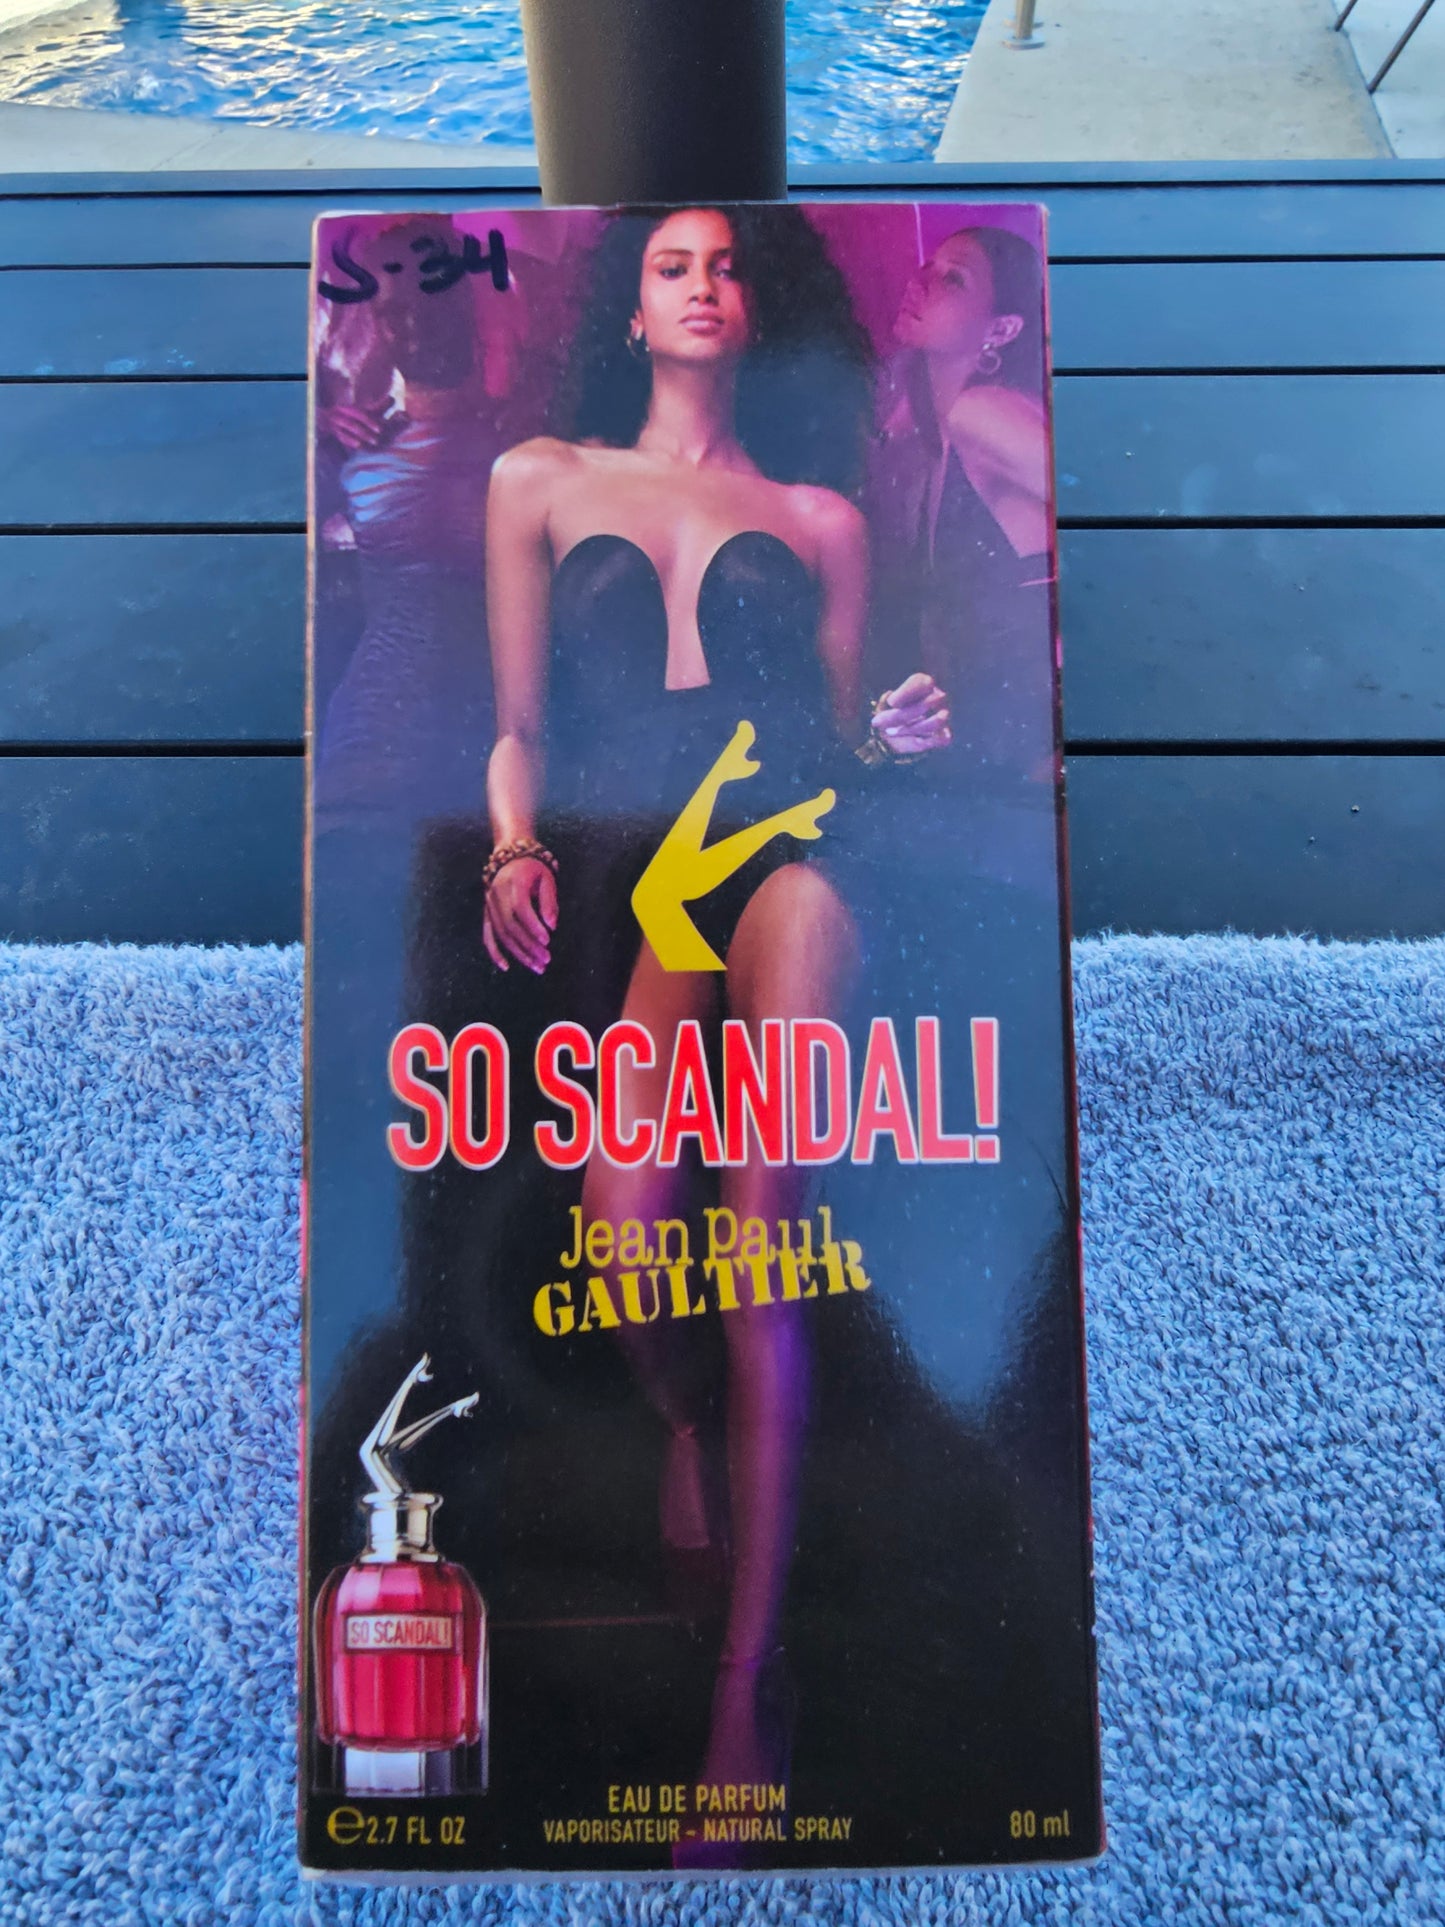 S-34
SO SCANDAL!
Jean Paul
GAULTIER
SO SCANDAL!
EAU DE PARFUM
℮2.7 FL OZ
VAPORISATEUR - NATURAL SPRAY
80 ml